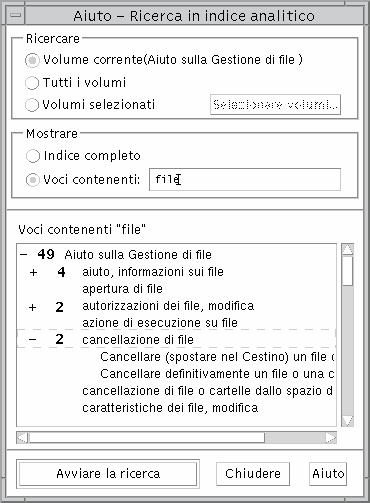 Aiuto – Ricerca in indice analitico
Ricercare
Volume corrente(Aiuto sulla Gestione di file )
Tutti i volumi
Volumi selezionati Selezionare volumi...
Mostrare
Indice completo
Voci contenenti: file
Voci contenenti "file"
– 49 Aiuto sulla Gestione di file
+ 4 aiuto, informazioni sui file
apertura di file
+ 2 autorizzazioni dei file, modifica
azione di esecuzione su file
– 2 cancellazione di file
Cancellare (spostare nel Cestino) un file o
Cancellare definitivamente un file o una c
cancellazione di file o cartelle dallo spazio d
caratteristiche dei file, modifica
Avviare la ricerca Chiudere Aiuto